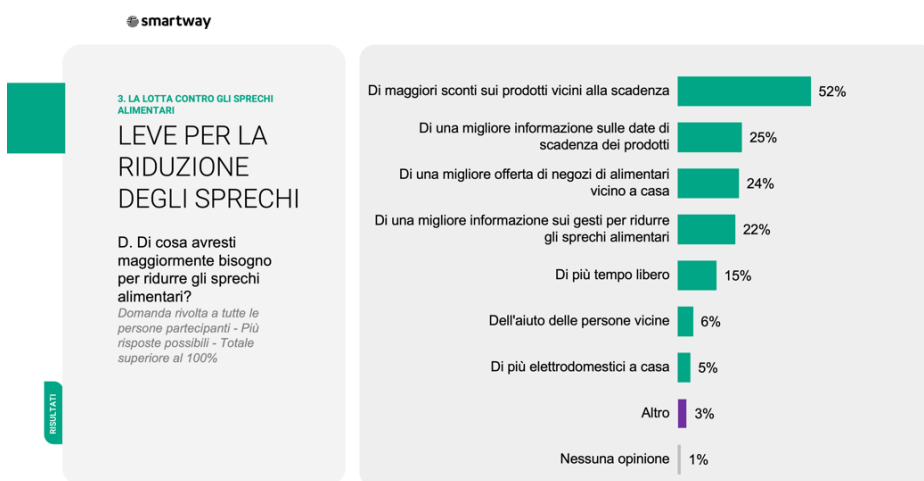 smartway
3. LA LOTTA CONTRO GLI SPRECHI
ALIMENTARI
LEVE PER LA
RIDUZIONE
DEGLI SPRECHI
D. Di cosa avresti
maggiormente bisogno
per ridurre gli sprechi
alimentari?
Domanda rivolta a tutte le
persone partecipanti - Più
risposte possibili - Totale
superiore al 100%
RISULTATI
Di maggiori sconti sui prodotti vicini alla scadenza 52%
Di una migliore informazione sulle date di
scadenza dei prodotti 25%
Di una migliore offerta di negozi di alimentari
vicino a casa 24%
Di una migliore informazione sui gesti per ridurre
gli sprechi alimentari 22%
Di più tempo libero 15%
Dell'aiuto delle persone vicine 6%
Di più elettrodomestici a casa 5%
Altro 3%
Nessuna opinione 1%